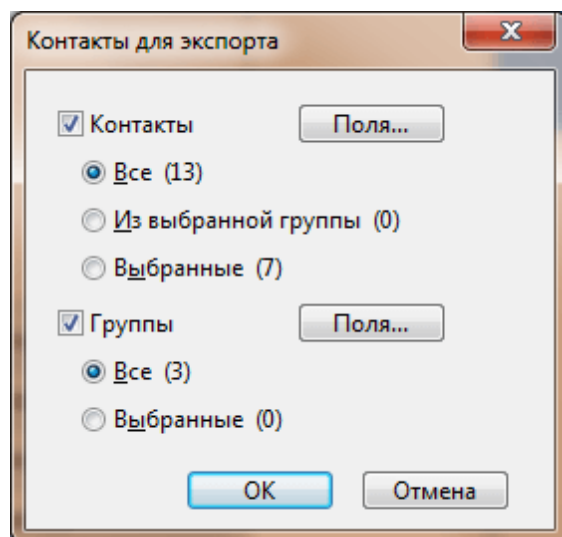 Контакты для экспорта
Контакты Поля...
Все (13)
Из выбранной группы (0)
Выбранные (7)
Группы Поля...
Все (3)
Выбранные (0)
OK Отмена